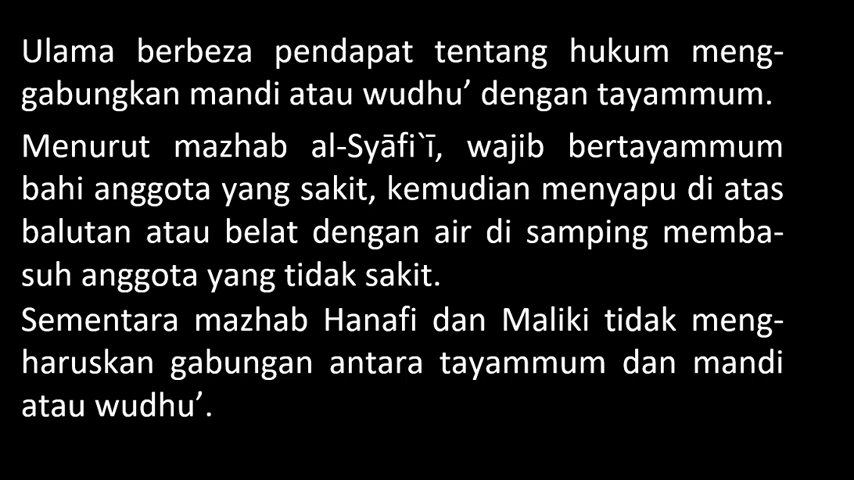 Ulama berbeza pendapat tentang hukum meng-
gabungkan mandi atau wudhu’ dengan tayammum.
Menurut mazhab al-Syāfi`ī, wajib bertayammum
bahi anggota yang sakit, kemudian menyapu di atas
balutan atau belat dengan air di samping memba-
suh anggota yang tidak sakit.
Sementara mazhab Hanafi dan Maliki tidak meng-
haruskan gabungan antara tayammum dan mandi
atau wudhu’.